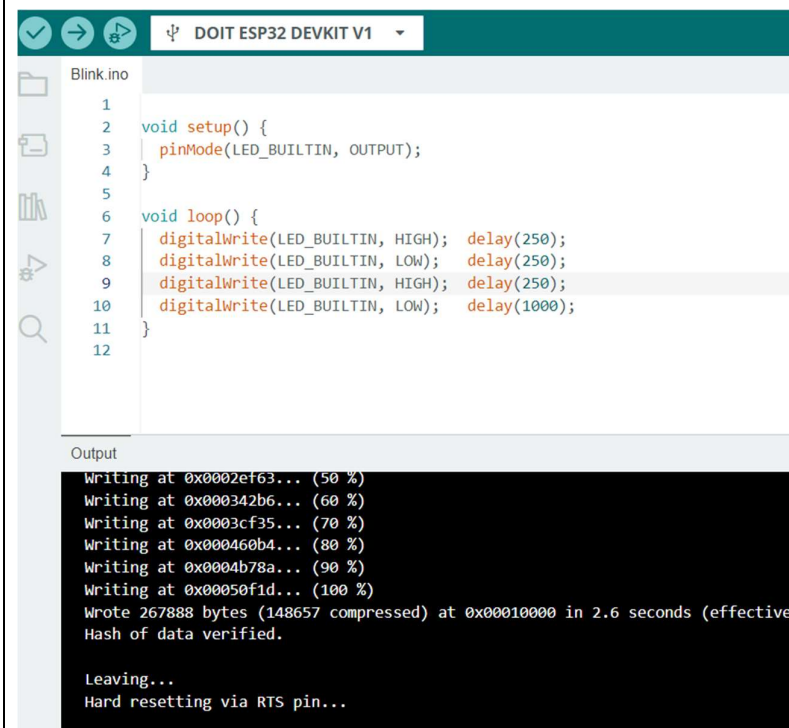 DOIT ESP32 DEVKIT V1
Blink.ino
1
2 void setup() {
3 pinMode(LED_BUILTIN, OUTPUT);
4 }
5
6 void loop() {
7 digitalWrite(LED_BUILTIN, HIGH); delay(250);
8 digitalWrite(LED_BUILTIN, LOW); delay(250);
9 digitalWrite(LED_BUILTIN, HIGH); delay(250);
10 digitalWrite(LED_BUILTIN, LOW); delay(1000);
11 }
12
Output
Writing at 0x0002ef63... (50 %)
Writing at 0x000342b6... (60 %)
Writing at 0x0003cf35... (70 %)
Writing at 0x000460b4... (80 %)
Writing at 0x0004b78a... (90 %)
Writing at 0x00050f1d... (100 %)
Wrote 267888 bytes (148657 compressed) at 0x00010000 in 2.6 seconds (effective
Hash of data verified.
Leaving...
Hard resetting via RTS pin...